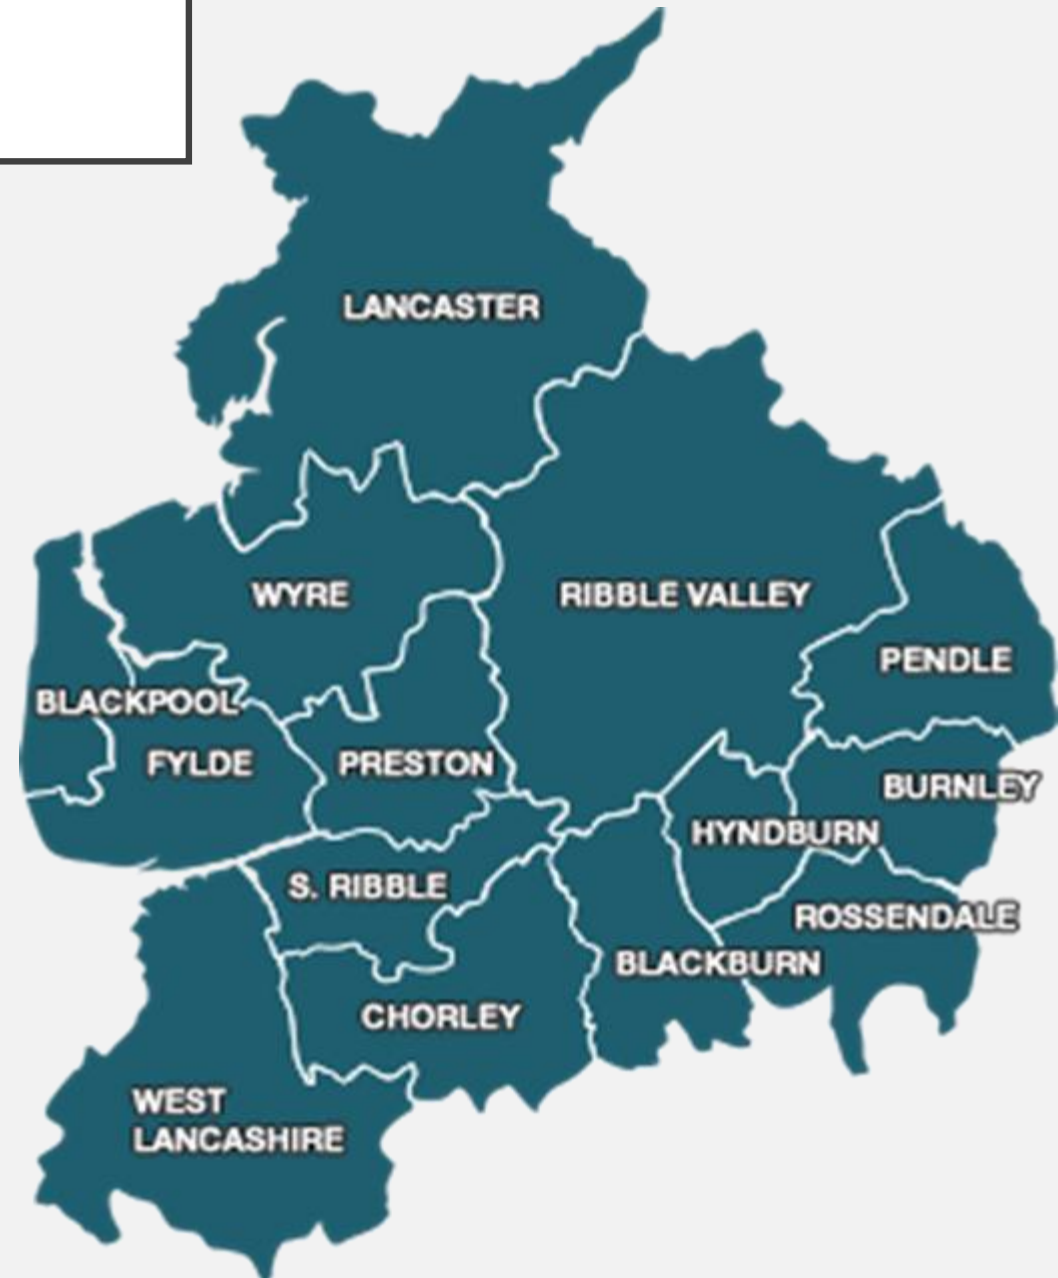 LANCASTER
WYRE
RIBBLE VALLEY
PENDLE
BLACKPOOL
FYLDE
PRESTON
BURNLEY
HYNDBURN
S. RIBBLE
ROSSENDALE
BLACKBURN
CHORLEY
WEST
LANCASHIRE